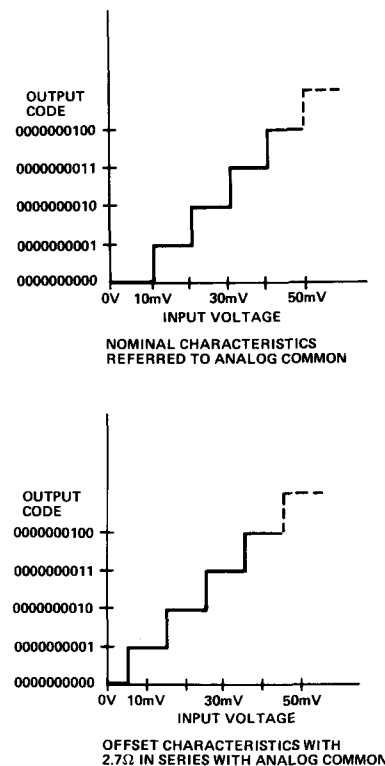 OUTPUT
CODE
0000000100
0000000011
0000000010
0000000001
0000000000
0V 10mV 30mV 50mV
INPUT VOLTAGE
NOMINAL CHARACTERISTICS
REFERRED TO ANALOG COMMON
OUTPUT
CODE
0000000100
0000000011
0000000010
0000000001
0000000000
0V 10mV 30mV 50mV
INPUT VOLTAGE
OFFSET CHARACTERISTICS WITH
2.7Ω IN SERIES WITH ANALOG COMMON